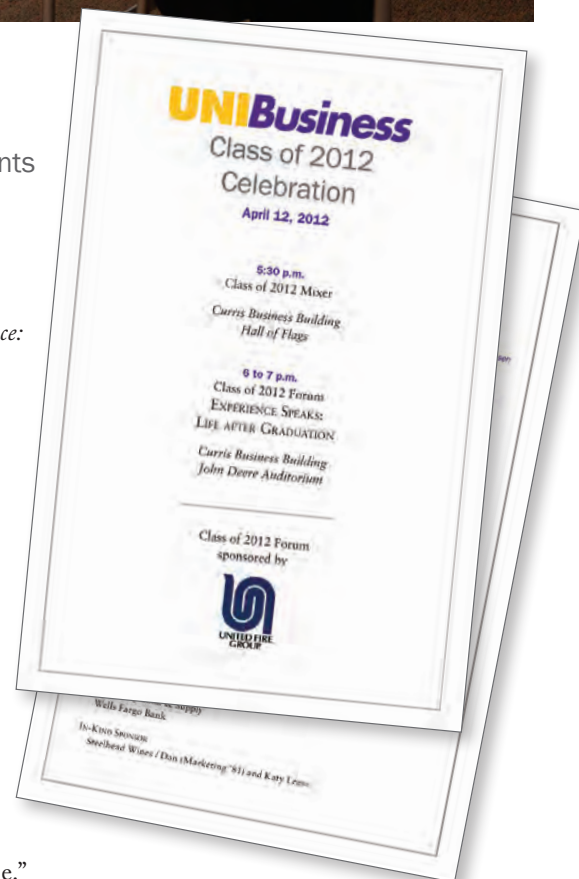 nts
ce:
UNIBusiness
Class of 2012
Celebration
April 12, 2012
5:30 p.m.
Class of 2012 Mixer
Curris Business Building
Hall of Flags
6 to 7 p.m.
Class of 2012 Forum
EXPERIENCE SPEAKS:
LIFE AFTER GRADUATION
Curris Business Building
John Deere Auditorium
Class of 2012 Forum
sponsored by
UNITED FIRE
GROUP
& Supply
Wells Fargo Bank
IN-KIND SPONSOR
Steelhead Wines / Dan (Marketing and Katy
e.”